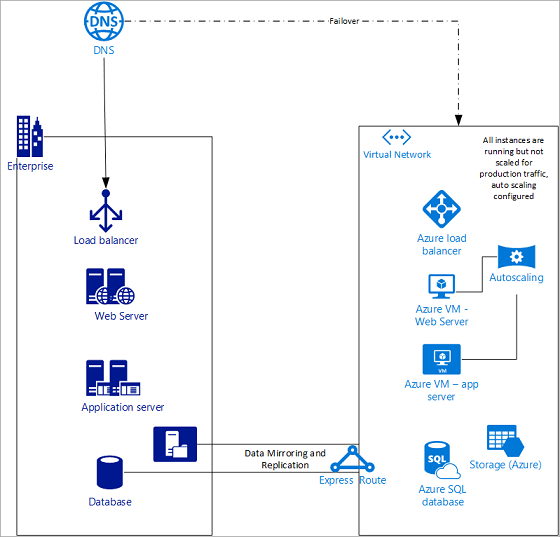 DNS
DNS
Failover
Enterprise
Load balancer
Web Server
Application server
Database
Data Mirroring and
Replication
Express Route
Virtual Network
All instances are
running but not
scaled for
production traffic,
auto scaling
configured
Azure load
balancer
Autoscaling
Azure VM -
Web Server
VM
Azure VM – app
server
SQL
Azure SQL
database
Storage (Azure)